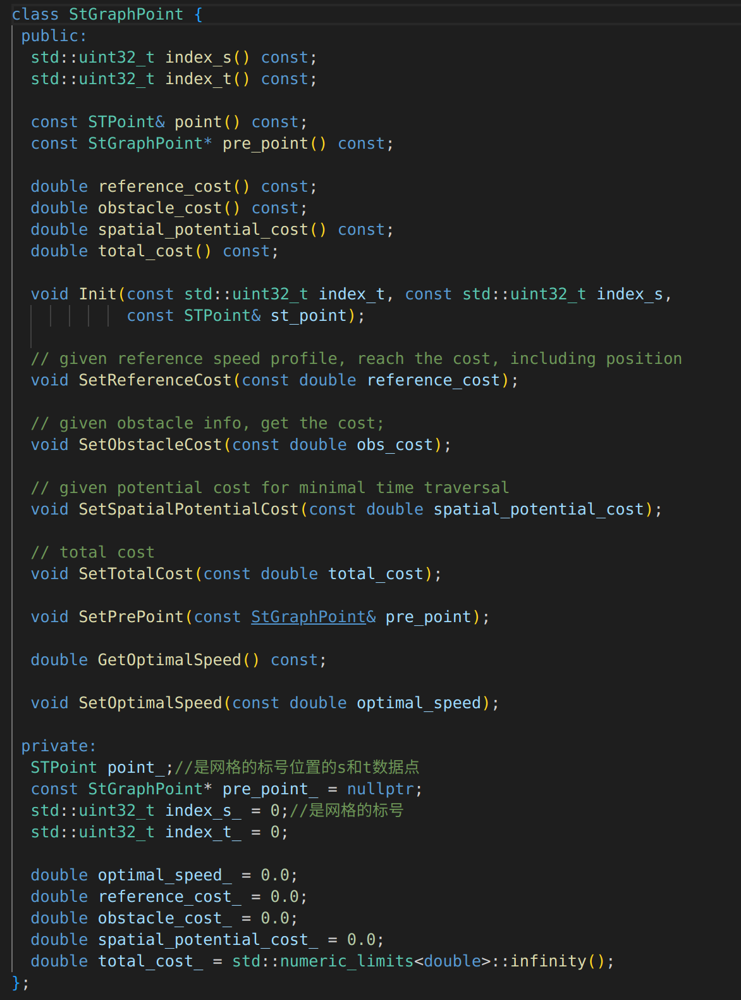 class StGraphPoint {
public:
std::uint32_t index_s() const;
std::uint32_t index_t() const;
const STPoint& point() const;
const StGraphPoint* pre_point() const;
double reference_cost() const;
double obstacle_cost() const;
double spatial_potential_cost() const;
double total_cost() const;
void Init(const std::uint32_t index_t, const std::uint32_t index_s,
const STPoint& st_point);
// given reference speed profile, reach the cost, including position
void SetReferenceCost(const double reference_cost);
// given obstacle info, get the cost;
void SetObstacleCost(const double obs_cost);
// given potential cost for minimal time traversal
void SetSpatialPotentialCost(const double spatial_potential_cost);
// total cost
void SetTotalCost(const double total_cost);
void SetPrePoint(const StGraphPoint& pre_point);
double GetOptimalSpeed() const;
void SetOptimalSpeed(const double optimal_speed);
private:
STPoint point_;//是网格的标号位置的s和t数据点
const StGraphPoint* pre_point_ = nullptr;
std::uint32_t index_s_ = 0;//是网格的标号
std::uint32_t index_t_ = 0;
double optimal_speed_ = 0.0;
double reference_cost_ = 0.0;
double obstacle_cost_ = 0.0;
double spatial_potential_cost_ = 0.0;
double total_cost_ = std::numeric_limits<double>::infinity();
};